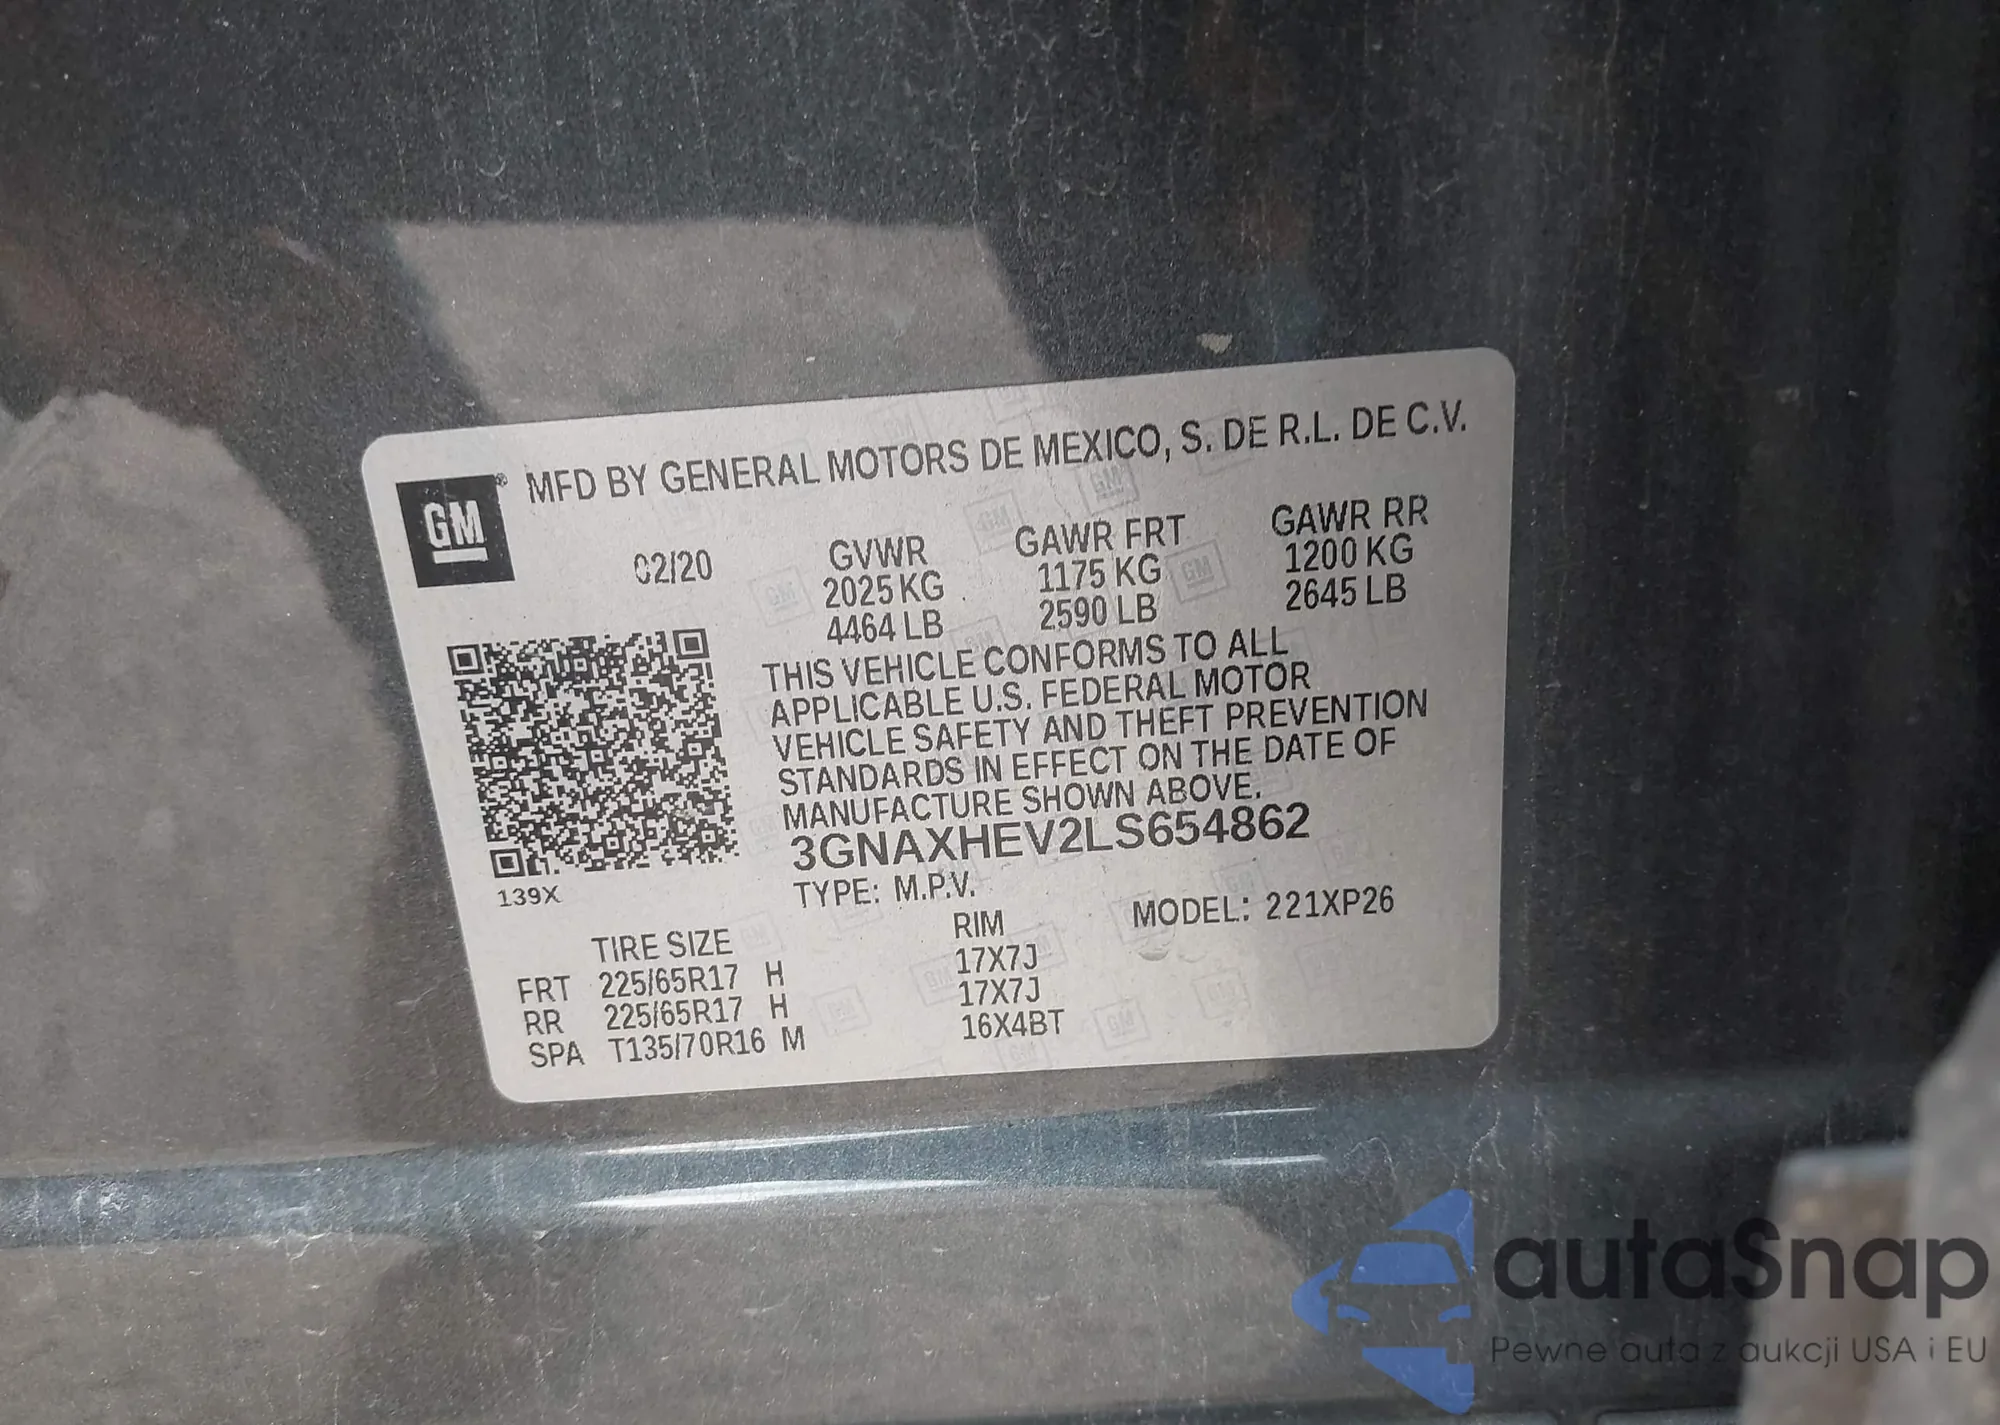 GM® MFD BY GENERAL MOTORS DE MEXICO, S. DE R.L. DE C.V.
02/20 GVWR GAWR FRT GAWR RR
2025 KG 1175 KG 1200 KG
4464 LB 2590 LB 2645 LB
THIS VEHICLE CONFORMS TO ALL
APPLICABLE U.S. FEDERAL MOTOR
VEHICLE SAFETY AND THEFT PREVENTION
STANDARDS IN EFFECT ON THE DATE OF
MANUFACTURE SHOWN ABOVE.
3GNAXHEV2LS654862
139X
TYPE: M.P.V. MODEL: 221XP26
TIRE SIZE RIM
FRT 225/65R17 H 17X7J
RR 225/65R17 H 17X7J
SPA T135/70R16 M 16X4BT
autaSnap
Pewne auta z aukcji USA i EU